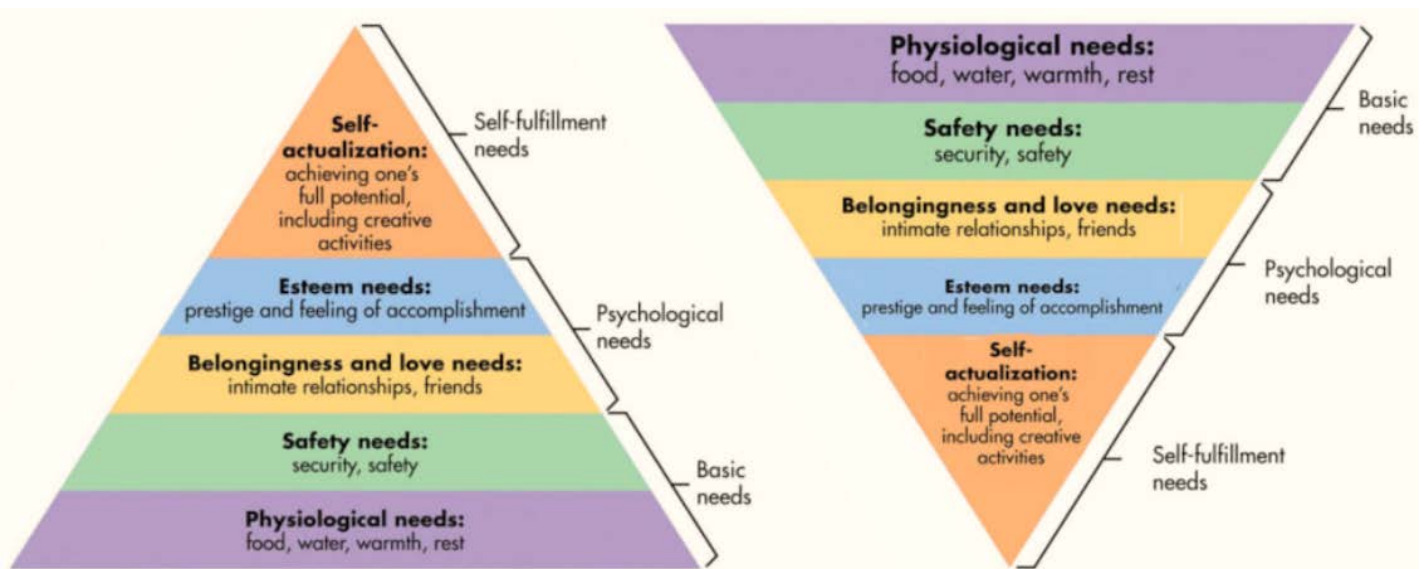 Self-
actualization:
achieving one's
full potential,
including creative
activities
Self-fulfillment
needs
Esteem needs:
prestige and feeling of accomplishment
Psychological
needs
Belongingness and love needs:
intimate relationships, friends
Safety needs:
security, safety
Basic
needs
Physiological needs:
food, water, warmth, rest
Physiological needs:
food, water, warmth, rest
Basic
needs
Safety needs:
security, safety
Belongingness and love needs:
intimate relationships, friends
Psychological
needs
Esteem needs:
prestige and feeling of accomplishment
Self-
actualization:
achieving one's
full potential,
including creative
activities
Self-fulfillment
needs